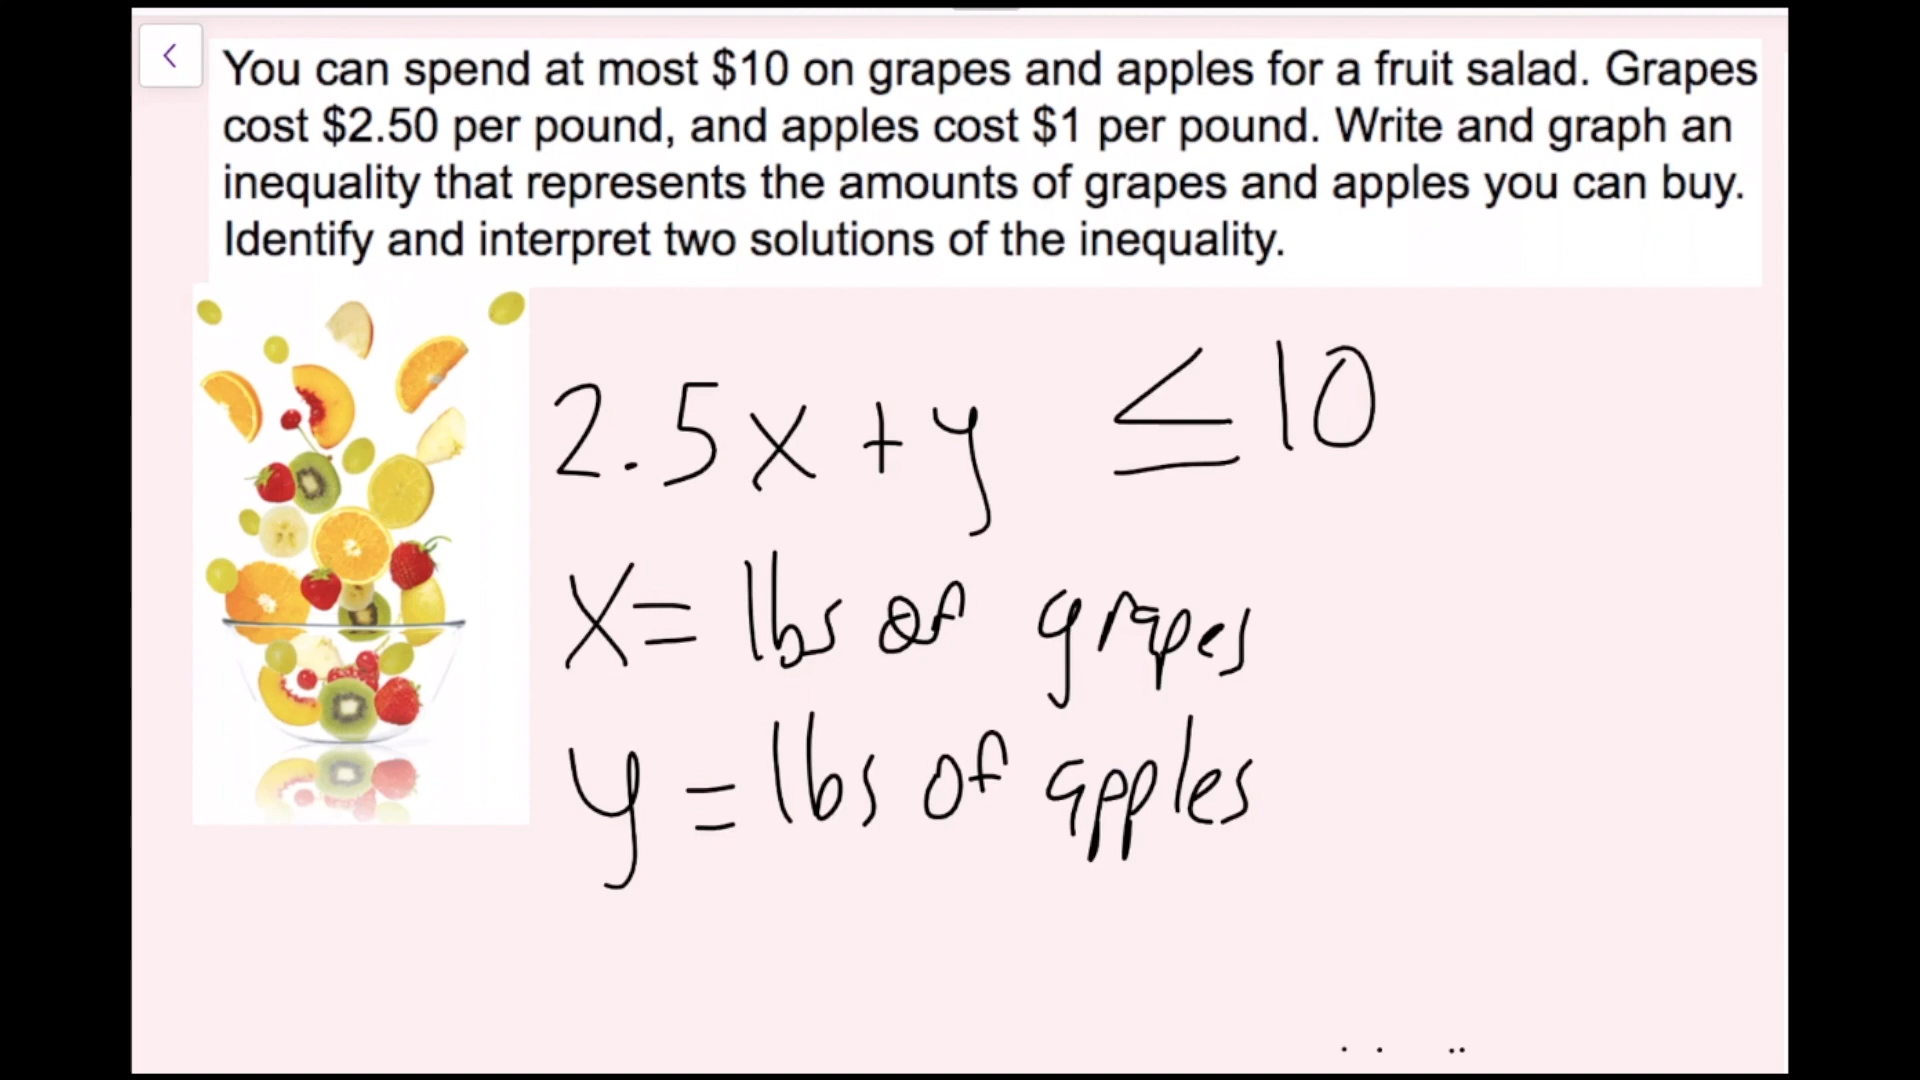 You can spend at most $10 on grapes and apples for a fruit salad. Grapes
cost $2.50 per pound, and apples cost $1 per pound. Write and graph an
inequality that represents the amounts of grapes and apples you can buy.
Identify and interpret two solutions of the inequality.
2.5x + y ≤ 10
x = lbs of grapes
y = lbs of apples